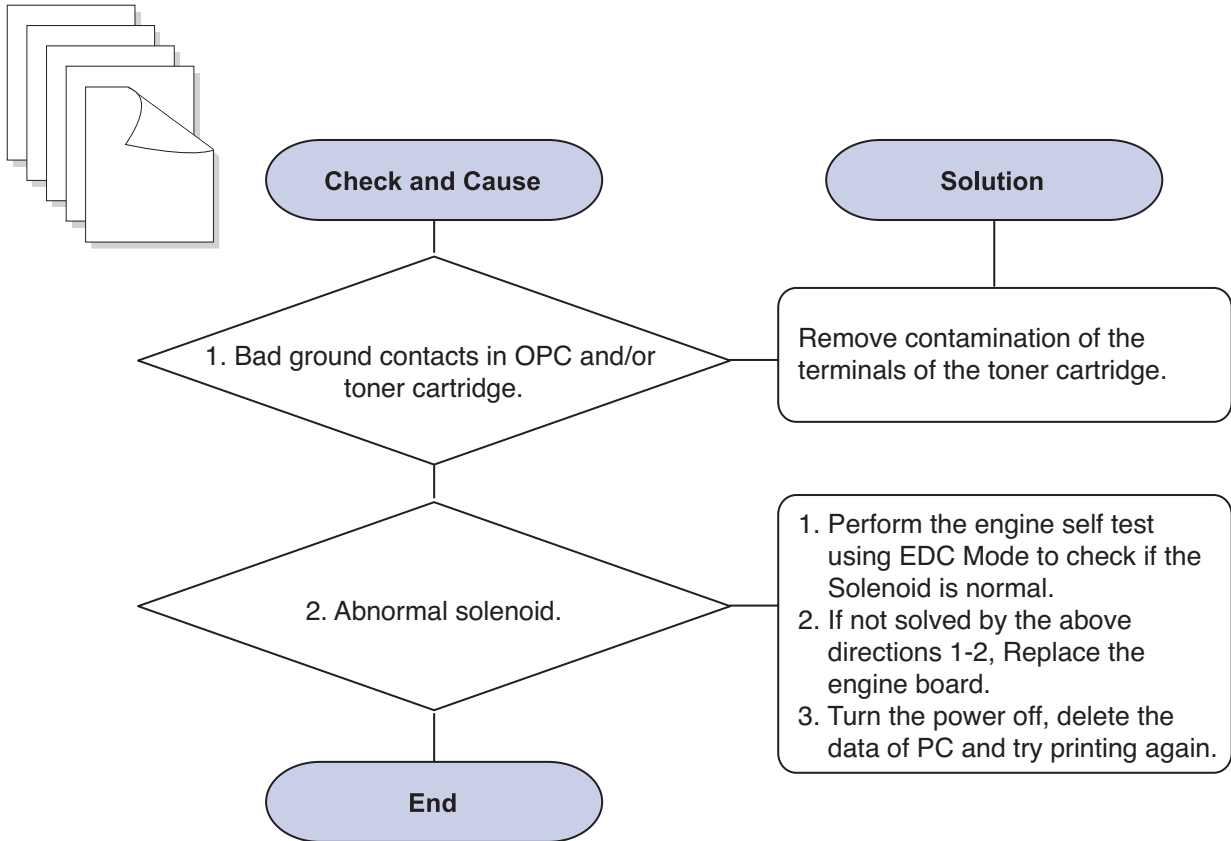 Check and Cause
Solution
1. Bad ground contacts in OPC and/or
toner cartridge.
Remove contamination of the
terminals of the toner cartridge.
2. Abnormal solenoid.
1. Perform the engine self test
using EDC Mode to check if the
Solenoid is normal.
2. If not solved by the above
directions 1-2, Replace the
engine board.
3. Turn the power off, delete the
data of PC and try printing again.
End